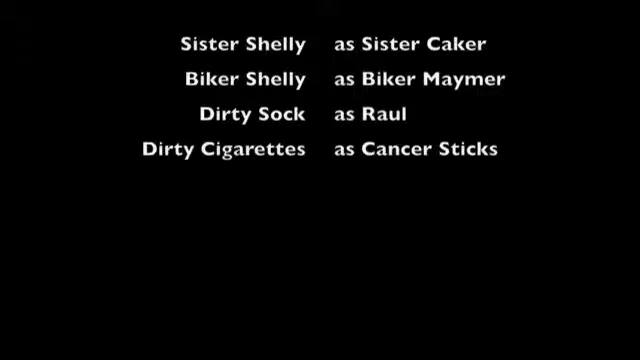 Sister Shelly as Sister Caker
Biker Shelly as Biker Maymer
Dirty Sock as Raul
Dirty Cigarettes as Cancer Sticks